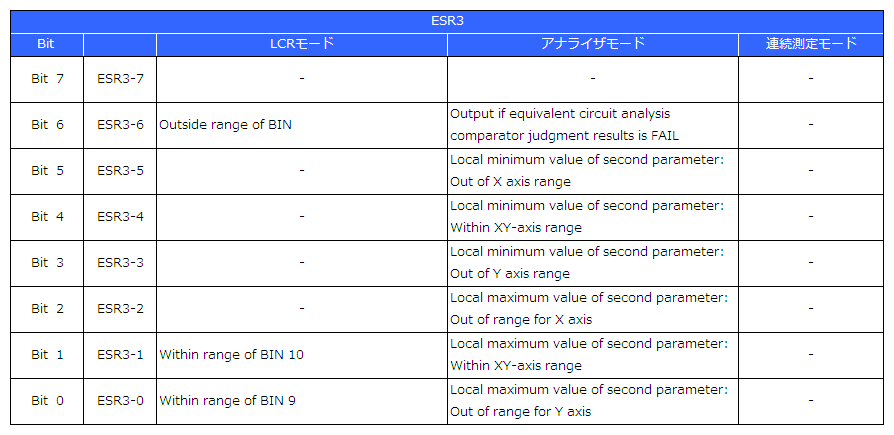 ESR3
Bit LCRモード アナライザモード 連続測定モード
Bit 7 ESR3-7 - - -
Bit 6 ESR3-6 Outside range of BIN Output if equivalent circuit analysis
comparator judgment results is FAIL -
Bit 5 ESR3-5 - Local minimum value of second parameter:
Out of X axis range -
Bit 4 ESR3-4 - Local minimum value of second parameter:
Within XY-axis range -
Bit 3 ESR3-3 - Local minimum value of second parameter:
Out of Y axis range -
Bit 2 ESR3-2 - Local maximum value of second parameter:
Out of range for X axis -
Bit 1 ESR3-1 Within range of BIN 10 Local maximum value of second parameter:
Within XY-axis range -
Bit 0 ESR3-0 Within range of BIN 9 Local maximum value of second parameter:
Out of range for Y axis -